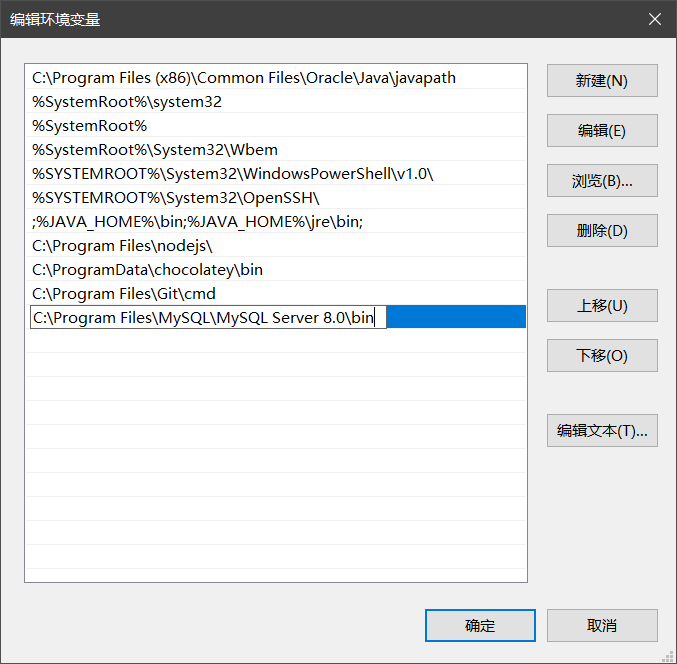 编辑环境变量
C:\Program Files (x86)\Common Files\Oracle\Java\javapath
%SystemRoot%\system32
%SystemRoot%
%SystemRoot%\System32\Wbem
%SYSTEMROOT%\System32\WindowsPowerShell\v1.0\
%SYSTEMROOT%\System32\OpenSSH\
;%JAVA_HOME%\bin;%JAVA_HOME%\jre\bin;
C:\Program Files\nodejs\
C:\ProgramData\chocolatey\bin
C:\Program Files\Git\cmd
C:\Program Files\MySQL\MySQL Server 8.0\bin
新建(N)
编辑(E)
浏览(B)...
删除(D)
上移(U)
下移(O)
编辑文本(T)...
确定
取消